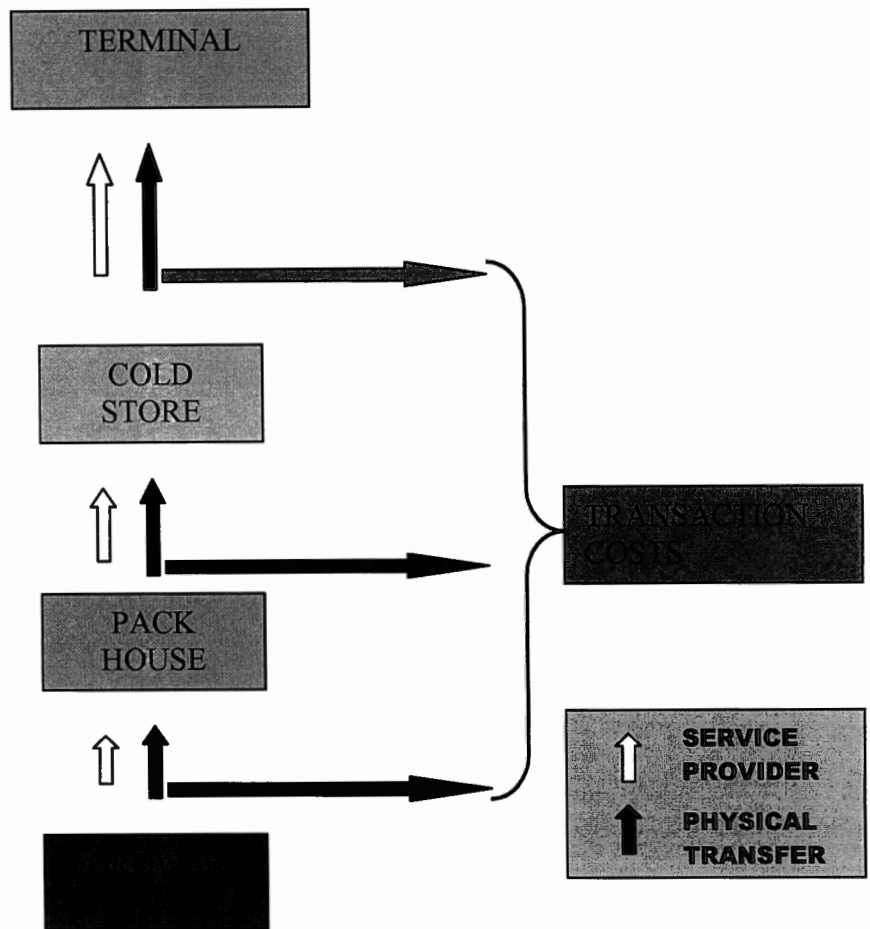 TERMINAL
COLD
STORE
TRANSACTION
COSTS
PACK
HOUSE
SERVICE
PROVIDER
PHYSICAL
TRANSFER